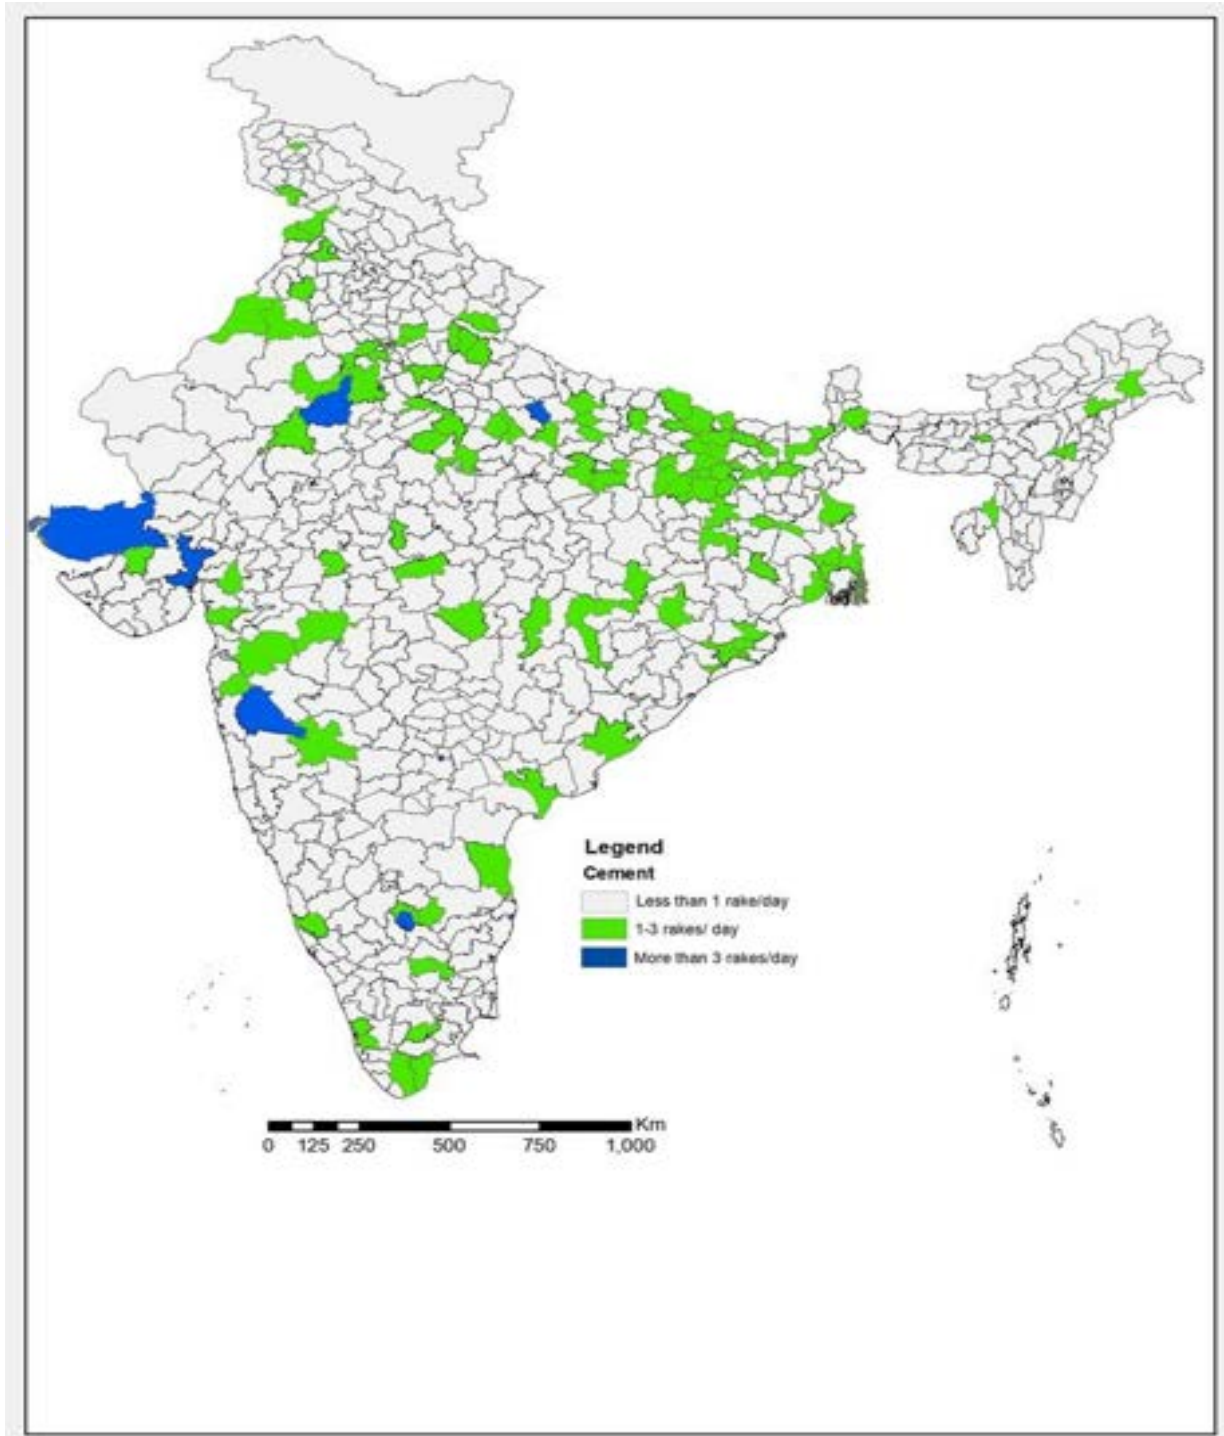 Legend
Cement
Less than 1 rake/day
1-3 rakes/ day
More than 3 rakes/day
Km
0 125 250 500 750 1,000